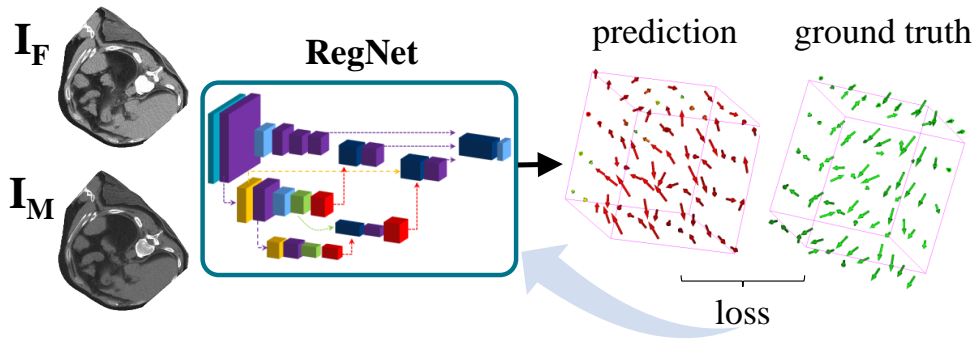 I_F
I_M
RegNet
prediction
ground truth
loss